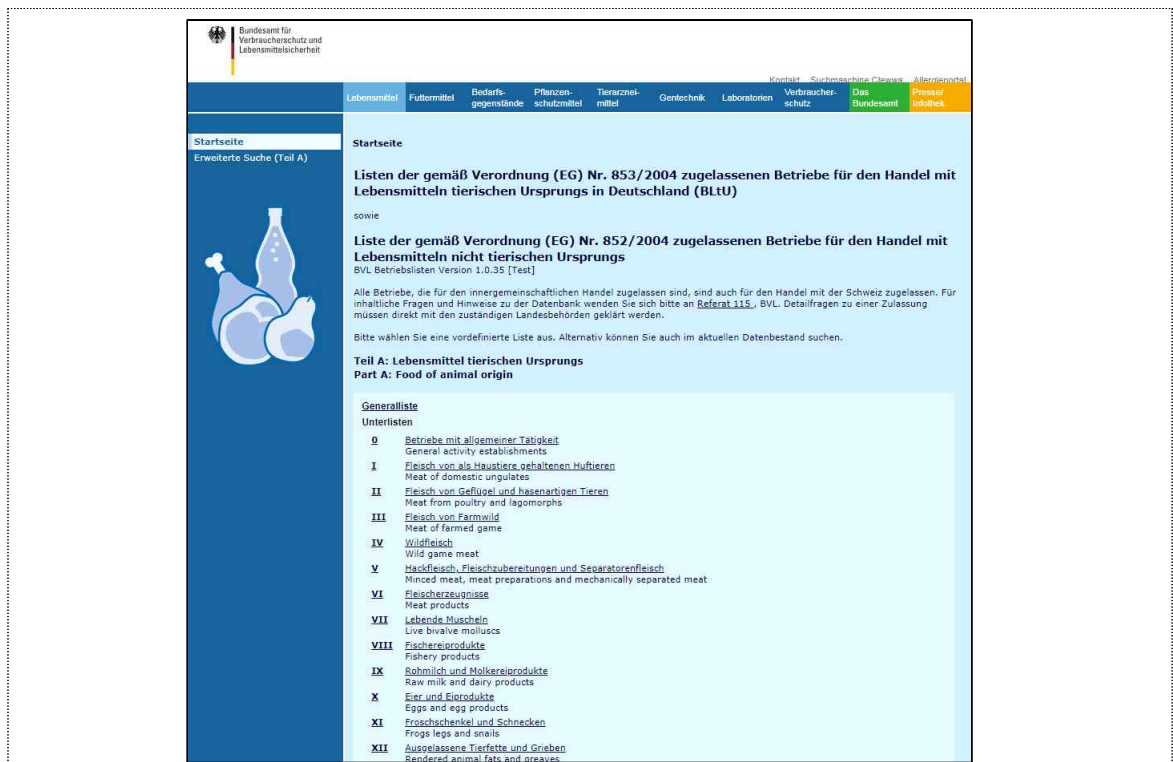 Bundesamt für
Verbraucherschutz und
Lebensmittelsicherheit
Kontakt Suchmaschine Clewwa Allergieportal
Lebensmittel Futtermittel Bedarfs-gegenstände Pflanzen-schutzmittel Tierarznei-mittel Gentechnik Laboratorien Verbraucher-schutz Das Bundesamt Presse/Infothek
Startseite
Erweiterte Suche (Teil A)
Startseite
Listen der gemäß Verordnung (EG) Nr. 853/2004 zugelassenen Betriebe für den Handel mit
Lebensmitteln tierischen Ursprungs in Deutschland (BLtU)
sowie
Liste der gemäß Verordnung (EG) Nr. 852/2004 zugelassenen Betriebe für den Handel mit
Lebensmitteln nicht tierischen Ursprungs
BVL Betriebslisten Version 1.0.35 [Test]
Alle Betriebe, die für den innergemeinschaftlichen Handel zugelassen sind, sind auch für den Handel mit der Schweiz zugelassen. Für
inhaltliche Fragen und Hinweise zu der Datenbank wenden Sie sich bitte an Referat 115 , BVL. Detailfragen zu einer Zulassung
müssen direkt mit den zuständigen Landesbehörden geklärt werden.
Bitte wählen Sie eine vordefinierte Liste aus. Alternativ können Sie auch im aktuellen Datenbestand suchen.
Teil A: Lebensmittel tierischen Ursprungs
Part A: Food of animal origin
Generalliste
Unterlisten
0 Betriebe mit allgemeiner Tätigkeit
General activity establishments
I Fleisch von als Haustiere gehaltenen Huftieren
Meat of domestic ungulates
II Fleisch von Geflügel und hasenartigen Tieren
Meat from poultry and lagomorphs
III Fleisch von Farmwild
Meat of farmed game
IV Wildfleisch
Wild game meat
V Hackfleisch, Fleischzubereitungen und Separatorenfleisch
Minced meat, meat preparations and mechanically separated meat
VI Fleischerzeugnisse
Meat products
VII Lebende Muscheln
Live bivalve molluscs
VIII Fischereiprodukte
Fishery products
IX Rohmilch und Molkereiprodukte
Raw milk and dairy products
X Eier und Eiprodukte
Eggs and egg products
XI Froschschenkel und Schnecken
Frogs legs and snails
XII Ausgelassene Tierfette und Grieben
Rendered animal fats and greaves